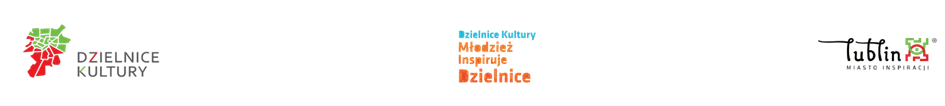 DZIELNICE
KULTURY
Dzielnice Kultury
Młodzież
Inspiruje
Dzielnice
lublin®
MIASTO INSPIRACJI